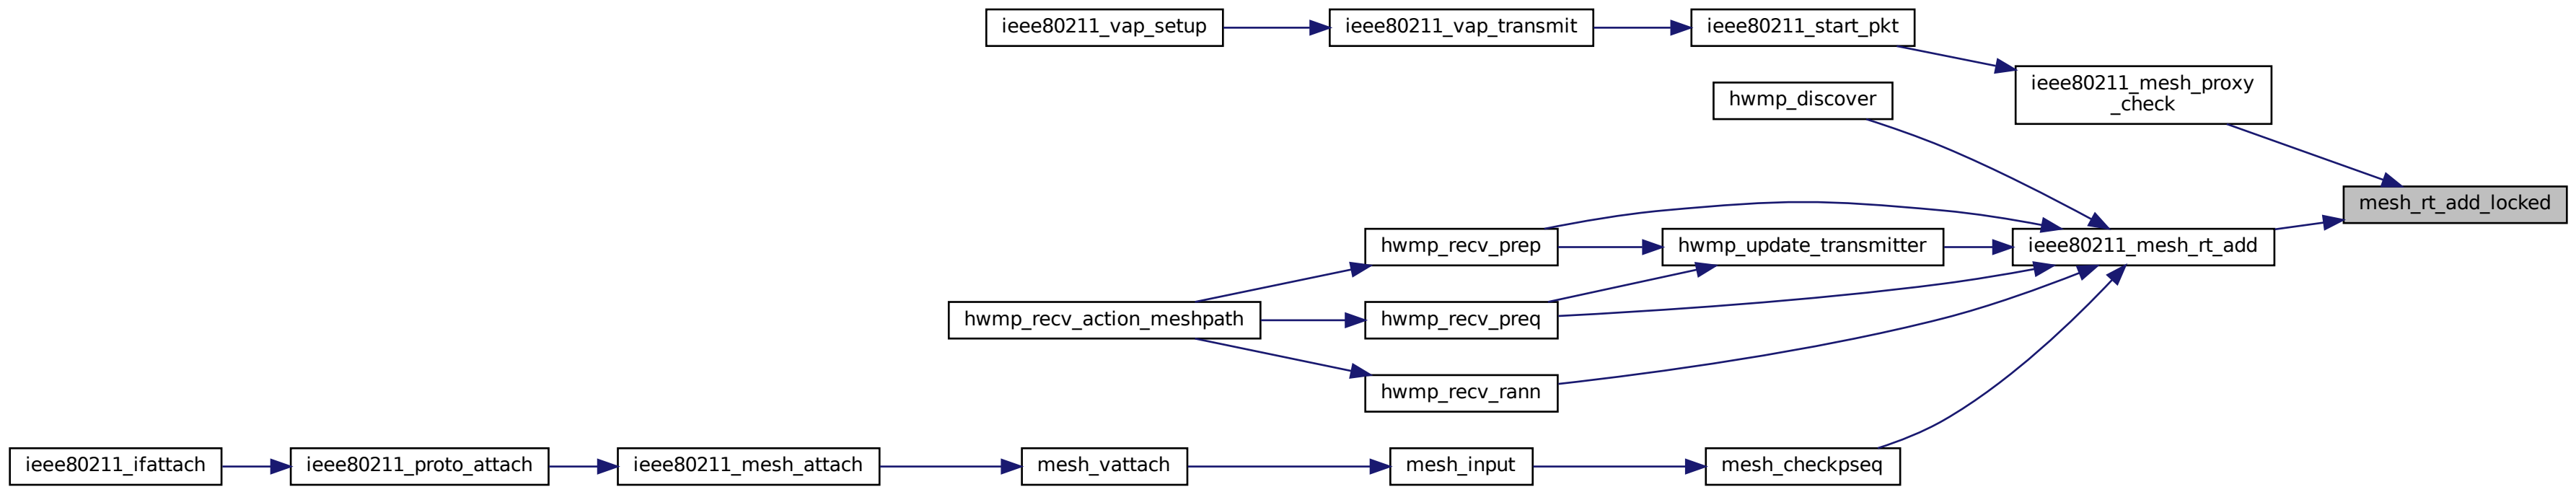 ieee80211_vap_setup
ieee80211_vap_transmit
ieee80211_start_pkt
ieee80211_mesh_proxy
_check
hwmp_discover
mesh_rt_add_locked
hwmp_recv_prep
hwmp_update_transmitter
ieee80211_mesh_rt_add
hwmp_recv_action_meshpath
hwmp_recv_preq
hwmp_recv_rann
ieee80211_ifattach
ieee80211_proto_attach
ieee80211_mesh_attach
mesh_vattach
mesh_input
mesh_checkpseq